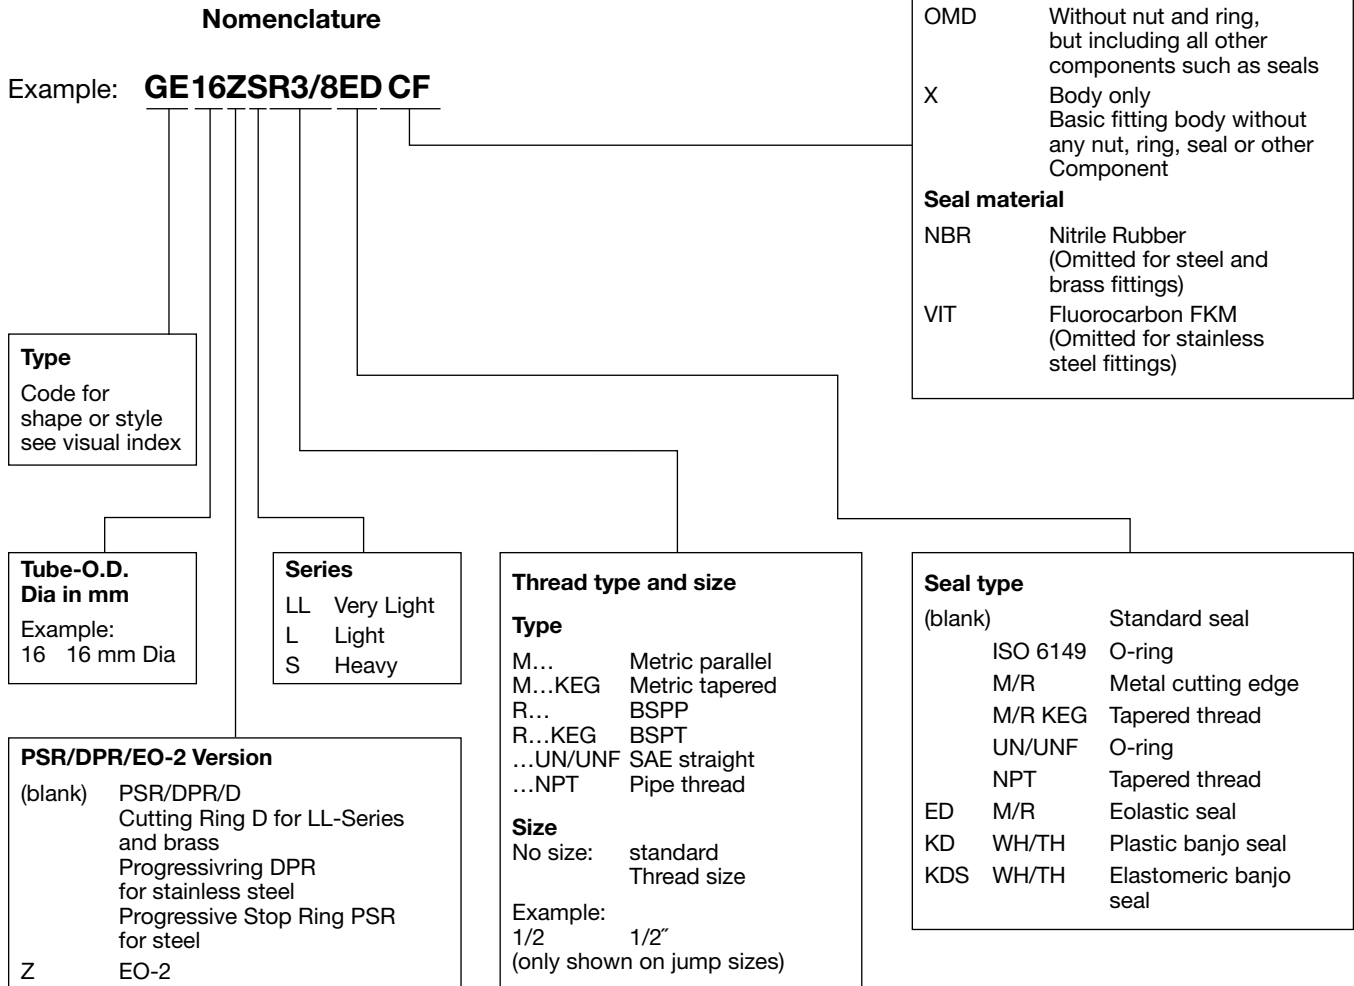 Nomenclature
Example: GE16ZSR3/8ED CF
OMD Without nut and ring,
but including all other
components such as seals
X Body only
Basic fitting body without
any nut, ring, seal or other
Component
Seal material
NBR Nitrile Rubber
(Omitted for steel and
brass fittings)
VIT Fluorocarbon FKM
(Omitted for stainless
steel fittings)
Type
Code for
shape or style
see visual index
Tube-O.D.
Dia in mm
Example:
16 16 mm Dia
Series
LL Very Light
L Light
S Heavy
PSR/DPR/EO-2 Version
(blank) PSR/DPR/D
Cutting Ring D for LL-Series
and brass
Progressivring DPR
for stainless steel
Progressive Stop Ring PSR
for steel
Z EO-2
Thread type and size
Type
M… Metric parallel
M…KEG Metric tapered
R… BSPP
R…KEG BSPT
…UN/UNF SAE straight
…NPT Pipe thread
Size
No size: standard
Thread size
Example:
1/2 1/2˝
(only shown on jump sizes)
Seal type
(blank) Standard seal
ISO 6149 O-ring
M/R Metal cutting edge
M/R KEG Tapered thread
UN/UNF O-ring
NPT Tapered thread
ED M/R Eolastic seal
KD WH/TH Plastic banjo seal
KDS WH/TH Elastomeric banjo
seal